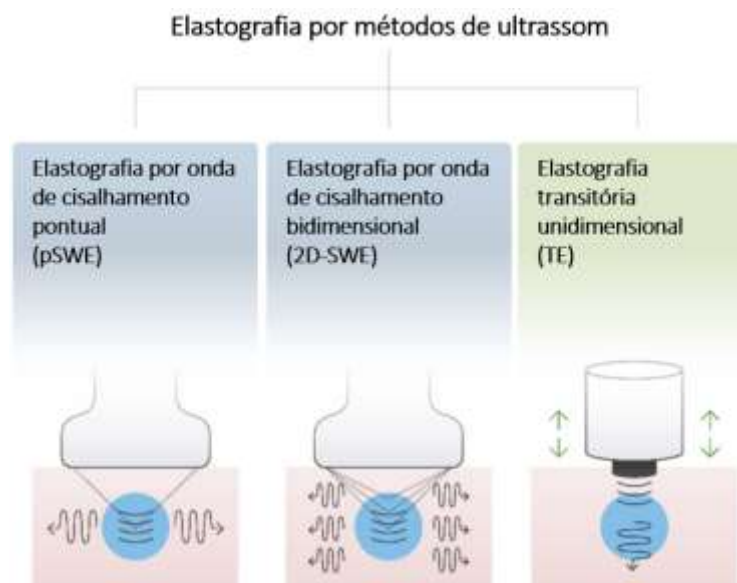 Elastografia por métodos de ultrassom
Elastografia por onda
de cisalhamento
pontual
(pSWE)
Elastografia por onda
de cisalhamento
bidimensional
(2D-SWE)
Elastografia
transitória
unidimensional
(TE)